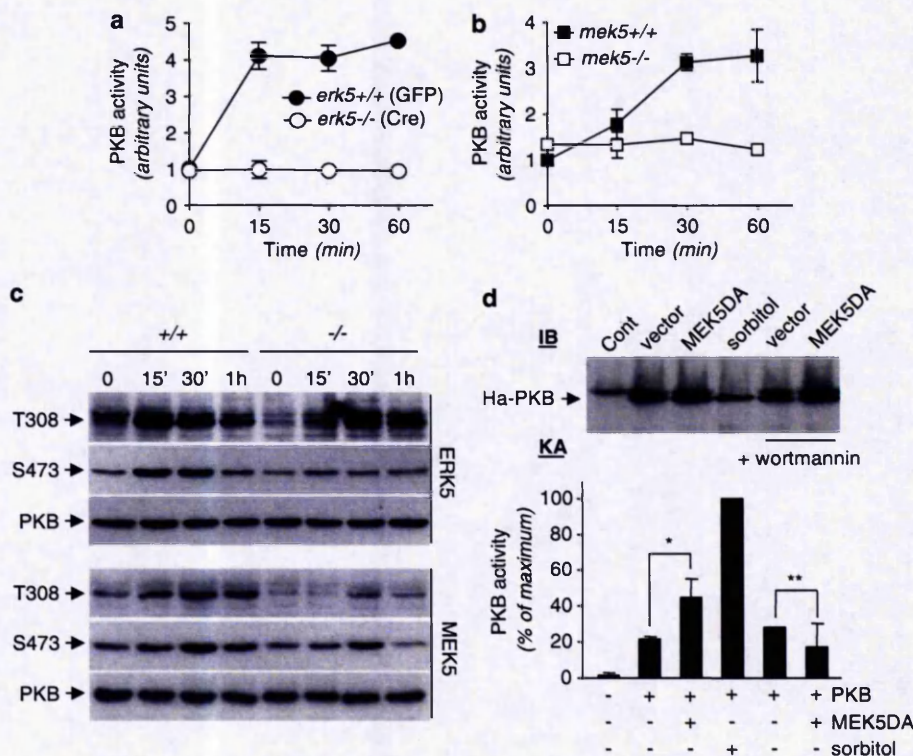 a
PKB activity
(arbitrary units)
5
4
3
2
1
0
erk5+/+ (GFP)
erk5-/- (Cre)
0 15 30 60
Time (min)
b
PKB activity
(arbitrary units)
4
3
2
1
0
mek5+/+
mek5-/-
0 15 30 60
Time (min)
c
+/+ -/-
0 15' 30' 1h 0 15' 30' 1h
T308
S473
PKB
ERK5
T308
S473
PKB
MEK5
d
IB
Cont vector MEK5DA sorbitol vector MEK5DA
Ha-PKB
+ wortmannin
KA
PKB activity
(% of maximum)
100
80
60
40
20
0
* **
- + + + + + PKB
- - + - - + MEK5DA
- - - + - - sorbitol